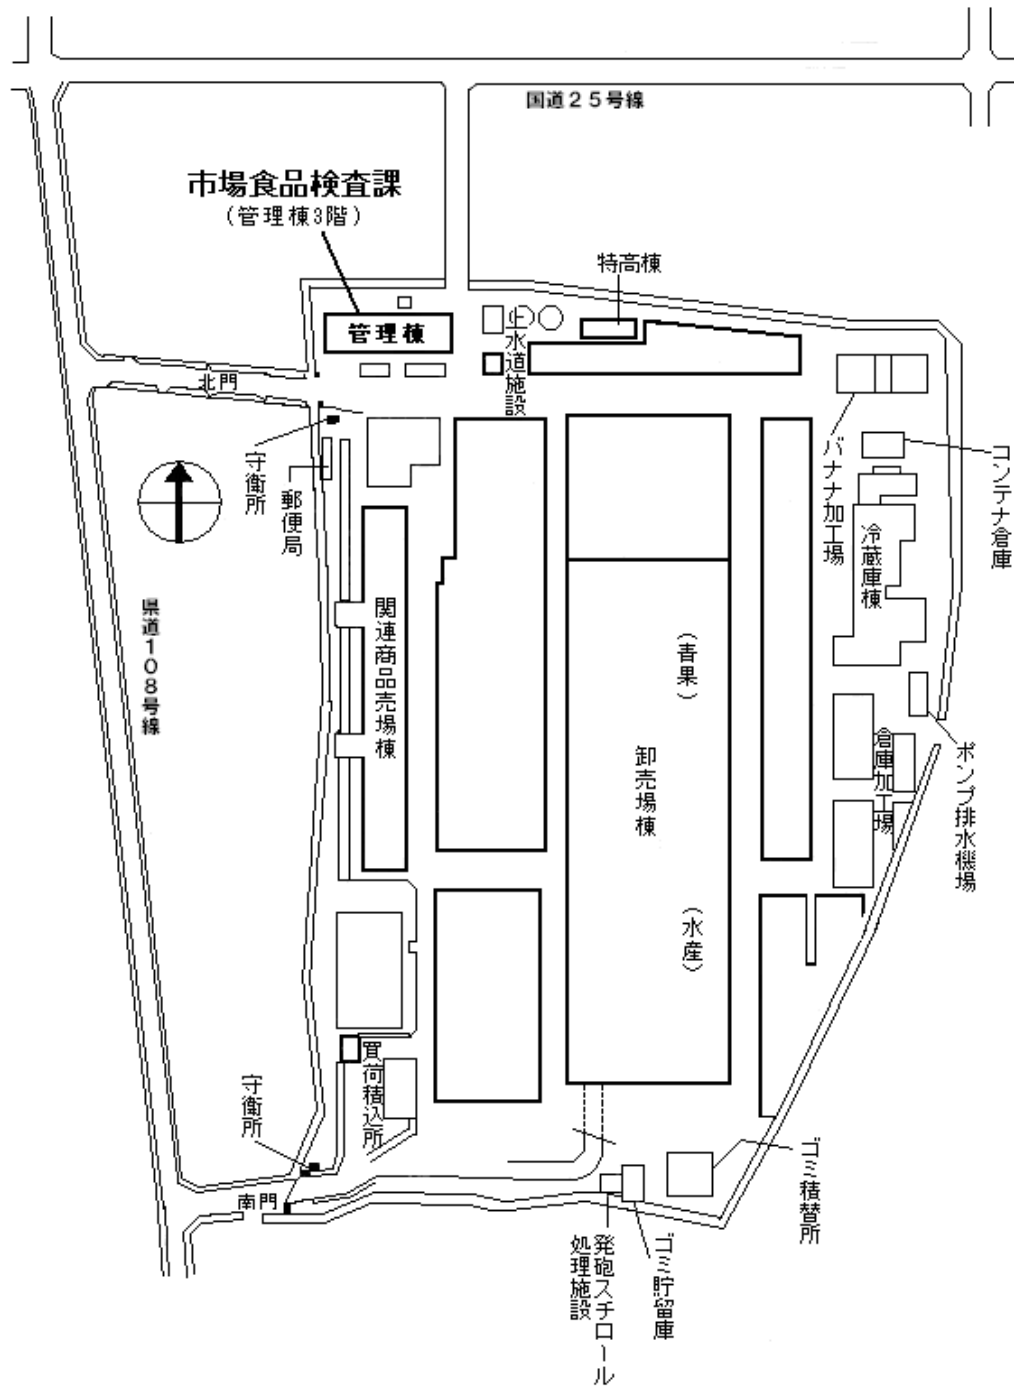 国道25号線
市場食品検査課
（管理棟3階）
特高棟
管理棟
上水道施設
北門
守衛所
郵便局
バナナ加工場
コンテナ倉庫
冷蔵庫棟
県道108号線
関連商品売場棟
（青果）
卸売場棟
（水産）
倉庫加工場
ポンプ排水機場
買荷積込所
守衛所
南門
ゴミ積替所
ゴミ貯留庫
発砲スチロール
処理施設